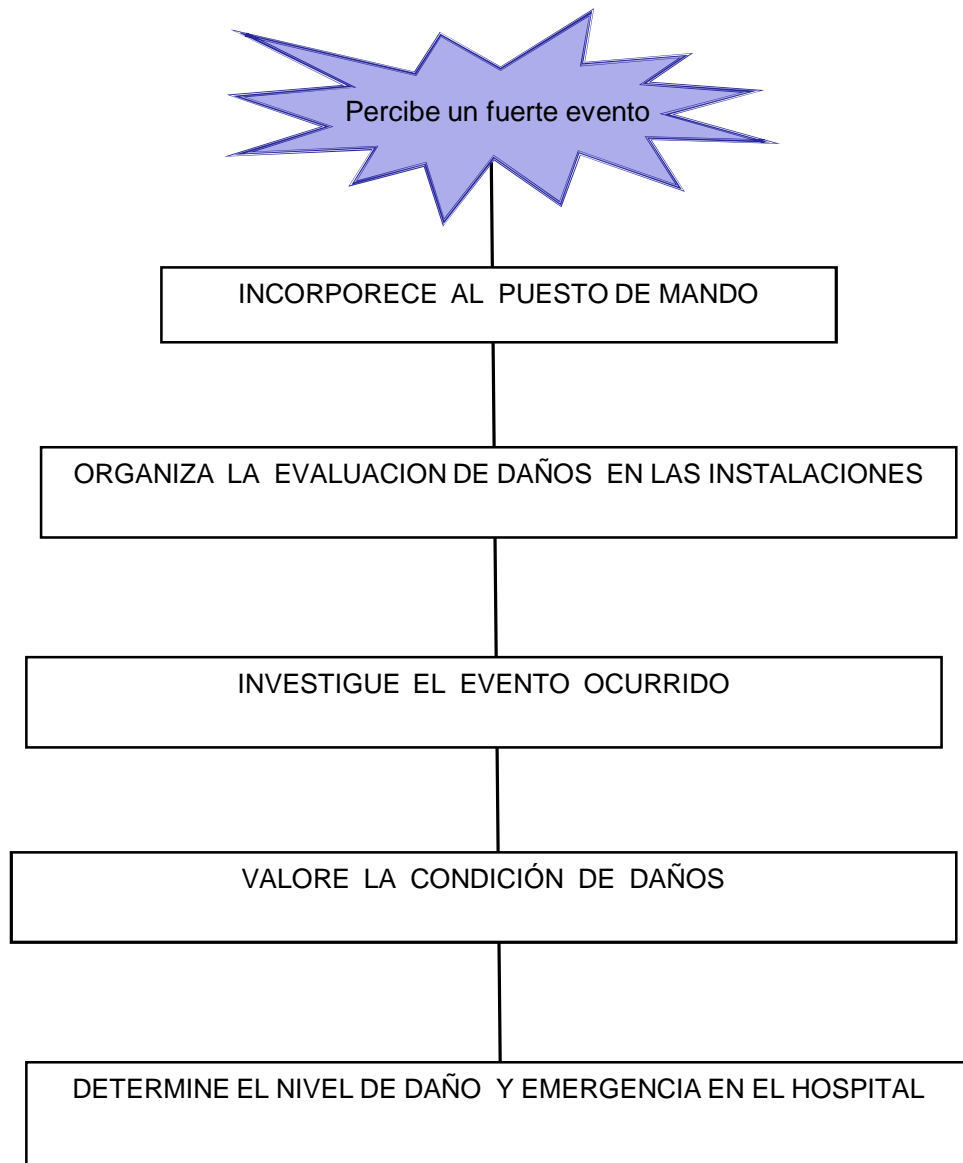 Percibe un fuerte evento
INCORPORECE AL PUESTO DE MANDO
ORGANIZA LA EVALUACION DE DAÑOS EN LAS INSTALACIONES
INVESTIGUE EL EVENTO OCURRIDO
VALORE LA CONDICIÓN DE DAÑOS
DETERMINE EL NIVEL DE DAÑO Y EMERGENCIA EN EL HOSPITAL